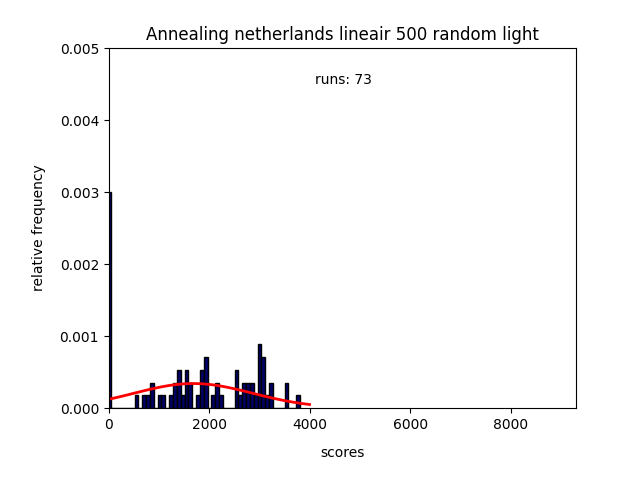 Annealing netherlands lineair 500 random light
runs: 73
relative frequency
0.005
0.004
0.003
0.002
0.001
0.000
0
2000
4000
6000
8000
scores